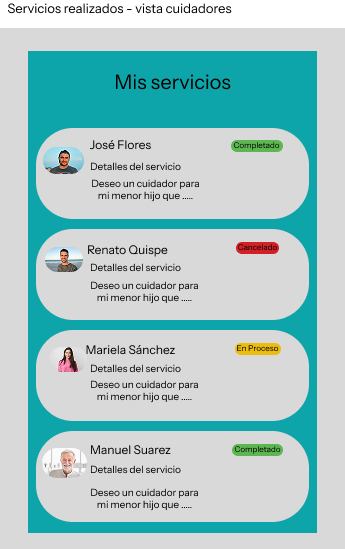 Servicios realizados - vista cuidadores
Mis servicios
José Flores
Completado
Detalles del servicio
Deseo un cuidador para
mi menor hijo que .....
Renato Quispe
Cancelado
Detalles del servicio
Deseo un cuidador para
mi menor hijo que .....
Mariela Sánchez
En Proceso
Detalles del servicio
Deseo un cuidador para
mi menor hijo que .....
Manuel Suarez
Completado
Detalles del servicio
Deseo un cuidador para
mi menor hijo que .....